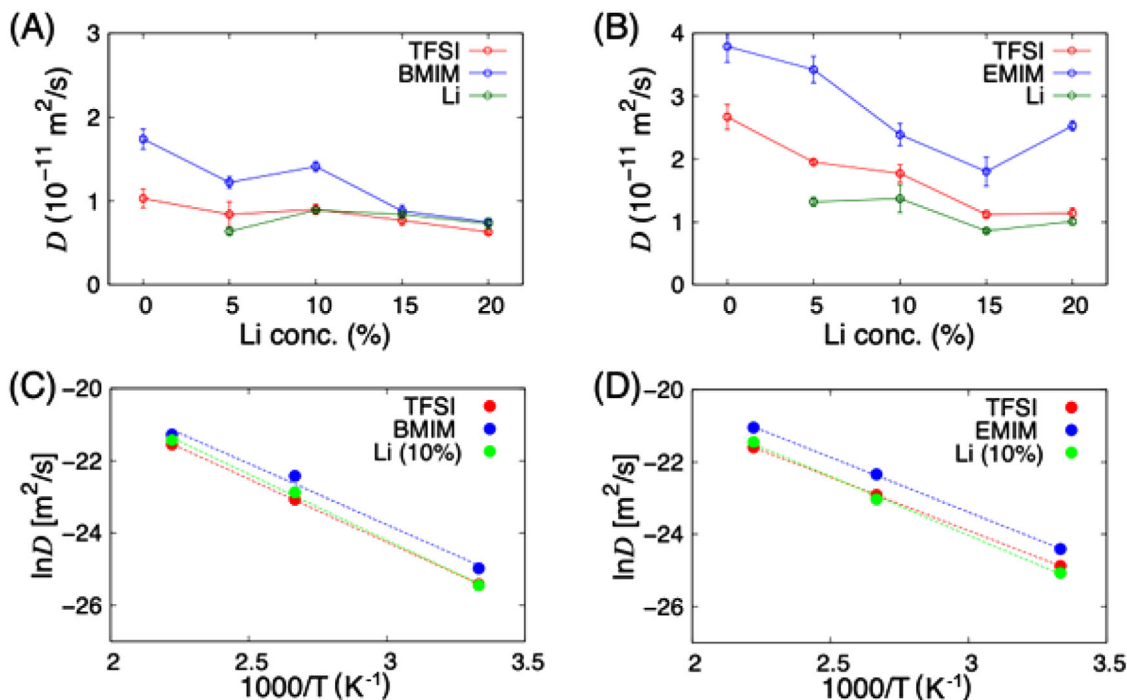 (A)
3
2
1
0
D (10⁻¹¹ m²/s)
TFSI
BMIM
Li
0 5 10 15 20
Li conc. (%)
(B)
4
3
2
1
0
D (10⁻¹¹ m²/s)
TFSI
EMIM
Li
0 5 10 15 20
Li conc. (%)
(C)
−20
−22
−24
−26
lnD [m²/s]
TFSI
BMIM
Li (10%)
2 2.5 3 3.5
1000/T (K⁻¹)
(D)
−20
−22
−24
−26
lnD [m²/s]
TFSI
EMIM
Li (10%)
2 2.5 3 3.5
1000/T (K⁻¹)